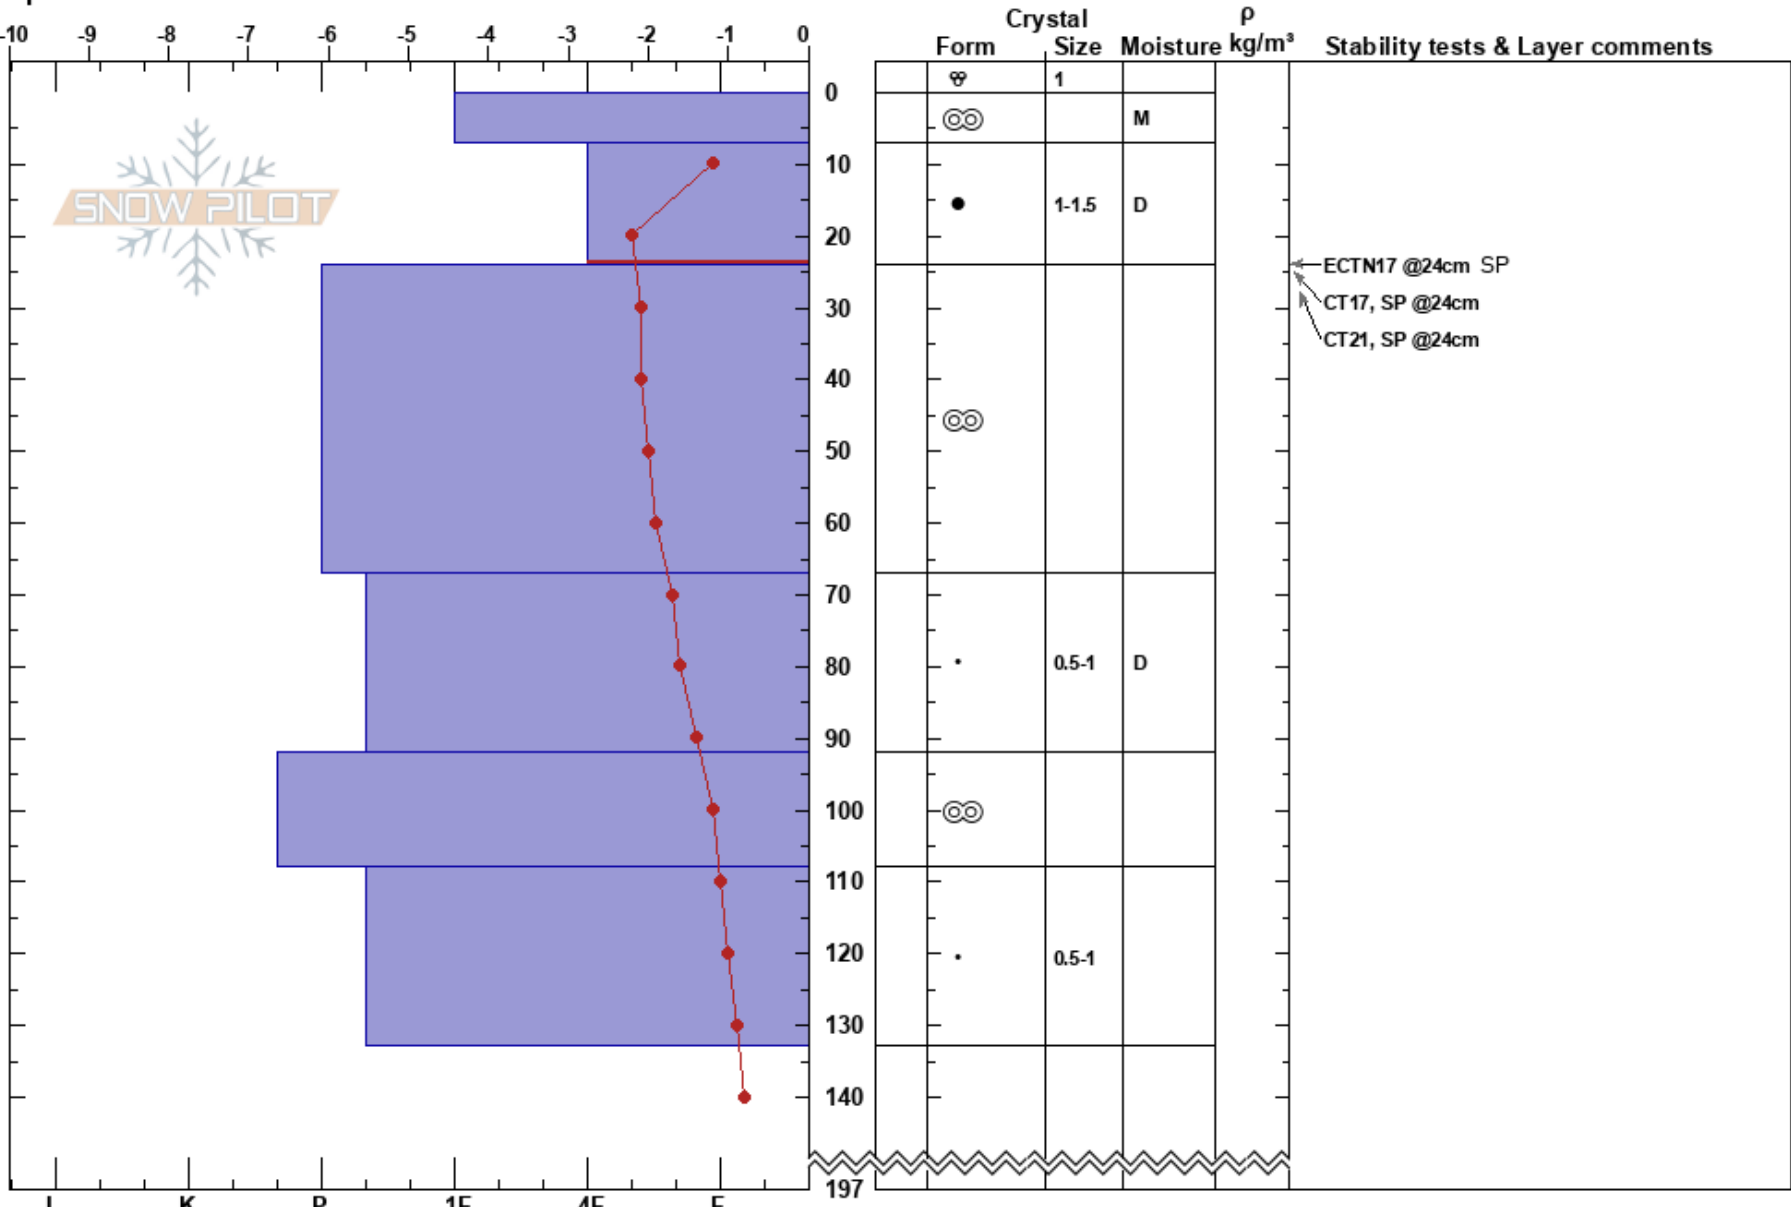 Crystal ρ
-10 -9 -8 -7 -6 -5 -4 -3 -2 -1 0 Form Size Moisture kg/m³ Stability tests & Layer comments
1
0
M
SNOW PILOT
10
1-1.5 D
20
ECTN17 @24cm SP
30 CT17, SP @24cm
CT21, SP @24cm
40
50
60
70
0.5-1 D
80
90
100
110
120
0.5-1
130
140
197
I K P 1F 4F F